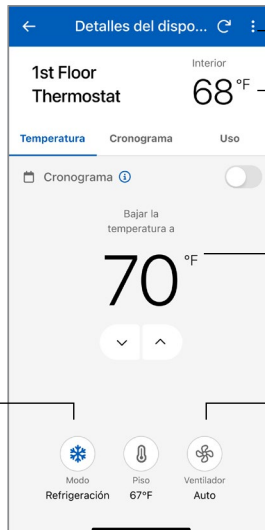 Detalles del dispo...
1st Floor
Thermostat
Interior
68°F
Temperatura Cronograma Uso
Cronograma
Bajar la
temperatura a
70°F
Modo
Refrigeración
Piso
67°F
Ventilador
Auto